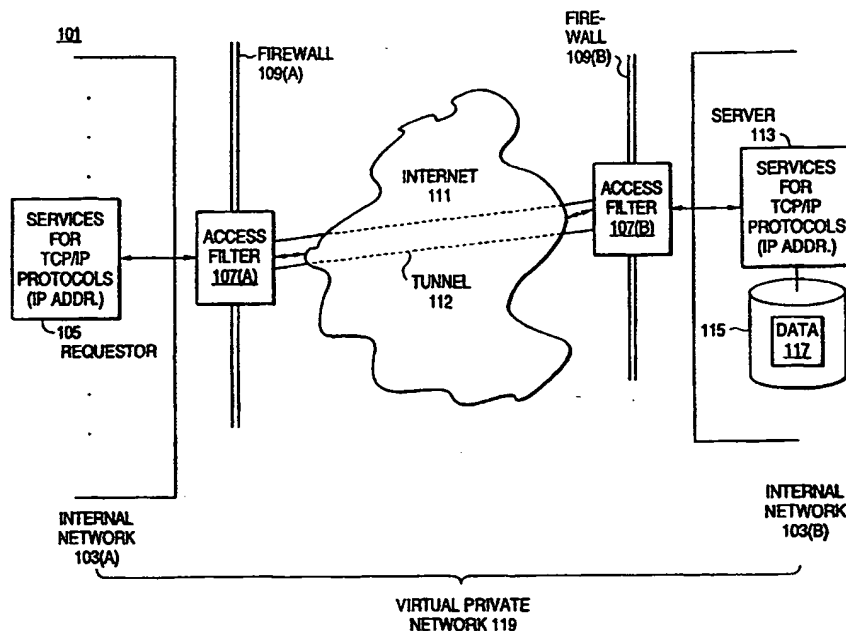 101
FIREWALL
109(A)
FIRE-
WALL
109(B)
SERVER
113
SERVICES
FOR
TCP/IP
PROTOCOLS
(IP ADDR.)
105
REQUESTOR
ACCESS
FILTER
107(A)
INTERNET
111
TUNNEL
112
ACCESS
FILTER
107(B)
SERVICES
FOR
TCP/IP
PROTOCOLS
(IP ADDR.)
115
DATA
117
INTERNAL
NETWORK
103(A)
INTERNAL
NETWORK
103(B)
VIRTUAL PRIVATE
NETWORK 119